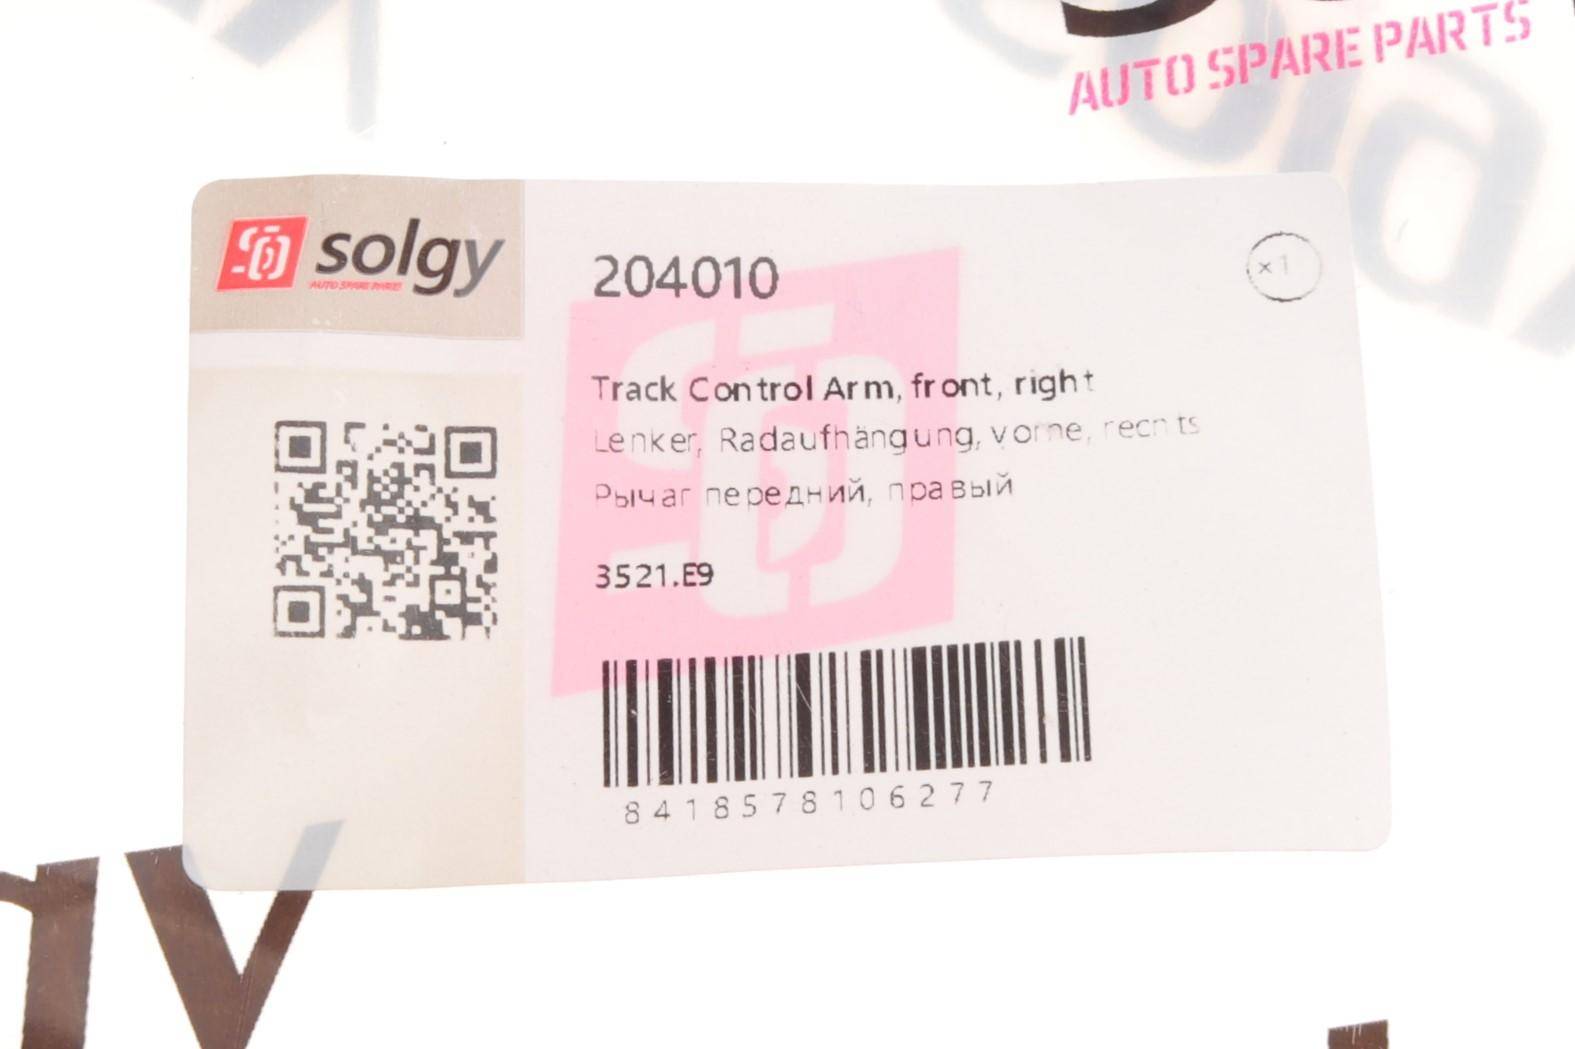 AUTO SPARE PARTS
solgy
AUTO SPARE PARTS
204010
x1
Track Control Arm, front, right
Lenker, Radaufhängung, vorne, rechts
Рычаг передний, правый
3521.E9
8418578106277